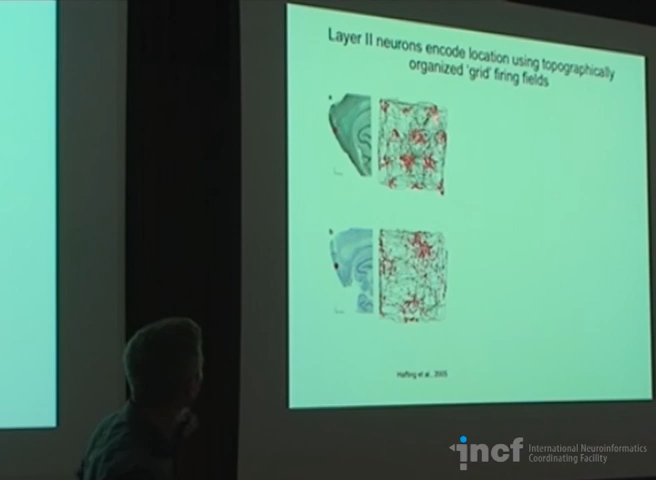 Layer II neurons encode location using topographically
organized 'grid' firing fields
a
b
Hafting et al., 2005
incf International Neuroinformatics
Coordinating Facility